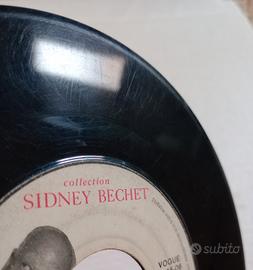 collection
SIDNEY BECHET
VOGUE
subito